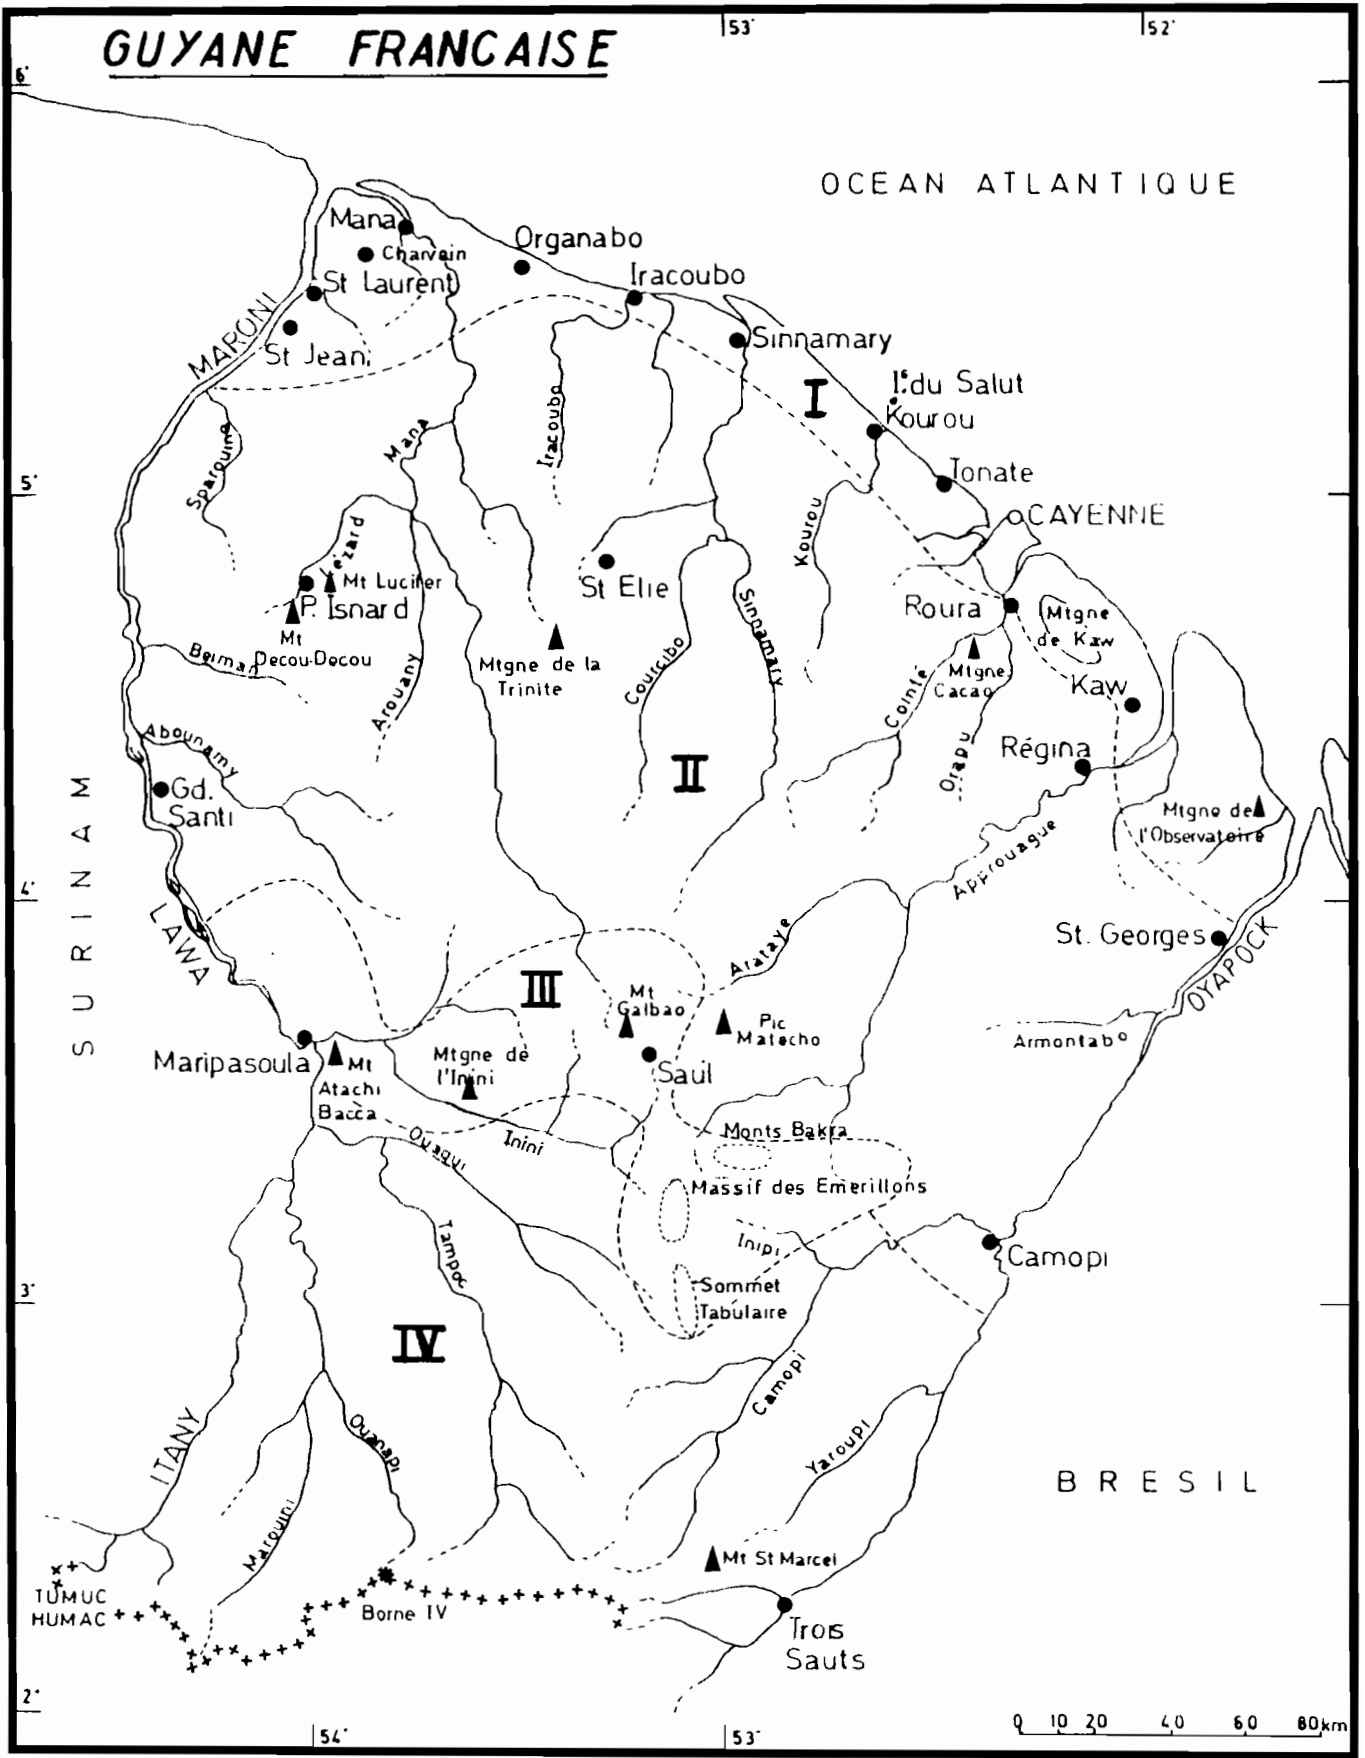 GUYANE FRANCAISE
53°
52°
6°
OCEAN ATLANTIQUE
Mana
Charvein
Organabo
St Laurent
Iracoubo
MARONI
St Jean
Sinnamary
I
Is. du Salut
Kourou
Sparouine
Mana
Iracoubo
Tonate
5°
Kourou
CAYENNE
Lézard
Mt Lucifer
P. Isnard
St Elie
Sinnamary
Roura
Mtgne
de Kaw
Mt
Decou-Decou
Beiman
Arouany
Mtgne de la
Trinite
Courcibo
Cointé
Mtgne
Cacao
Kaw
Abounamy
Orapu
Régina
II
Gd.
Santi
Mtgne de
l'Observatoire
SURINAM
Approuague
4°
LAWA
Arataye
St. Georges
OYAPOCK
III
Mt
Galbao
Pic
Matecho
Armontabo
Maripasoula
Mt
Atachi
Bacca
Mtgne de
l'Inini
Saül
Ouaqui
Inini
Monts Bakra
Massif des Emerillons
Tampoc
Inipi
Camopi
3°
Sommet
Tabulaire
IV
Camopi
ITANY
Ouanapi
Yaroupi
BRESIL
Marouini
Mt St Marcel
TUMUC
HUMAC
Borne IV
Trois
Sauts
2°
54°
53°
0 10 20 40 60 80km